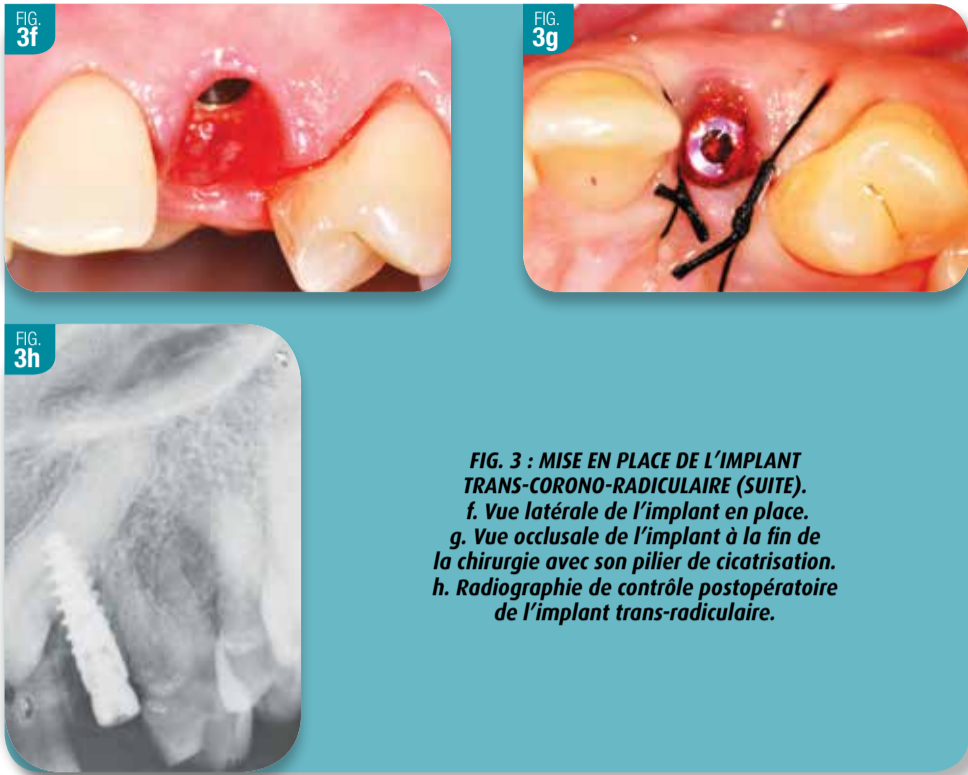 FIG.
3f
FIG.
3g
FIG.
3h
FIG. 3 : MISE EN PLACE DE L’IMPLANT
TRANS-CORONO-RADICULAIRE (SUITE).
f. Vue latérale de l’implant en place.
g. Vue occlusale de l’implant à la fin de
la chirurgie avec son pilier de cicatrisation.
h. Radiographie de contrôle postopératoire
de l’implant trans-radiculaire.